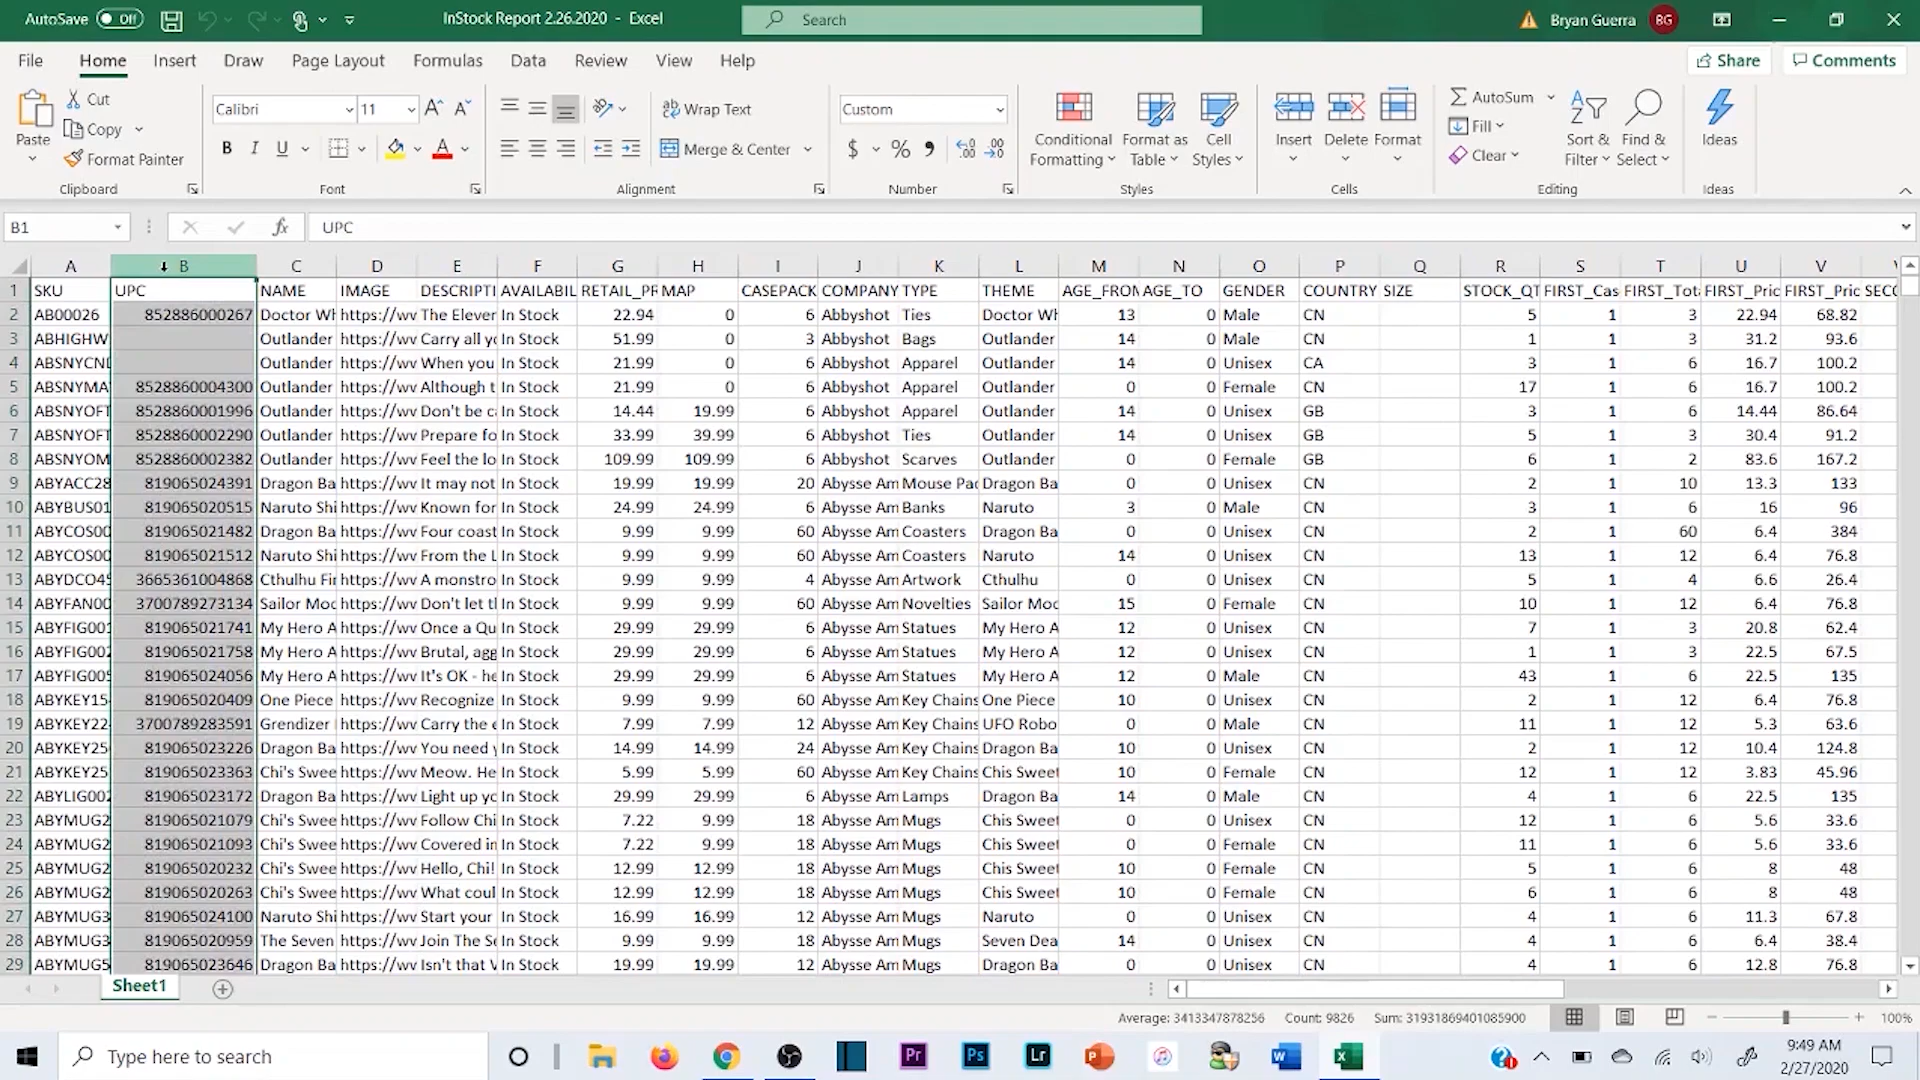 AutoSave Off InStock Report 2.26.2020 - Excel Search Bryan Guerra BG
File Home Insert Draw Page Layout Formulas Data Review View Help Share Comments
Paste Cut Copy Format Painter Clipboard
Calibri 11 B I U A Font
Wrap Text Merge & Center Alignment
Custom $ % Number
Conditional Formatting Format as Table Cell Styles Styles
Insert Delete Format Cells
AutoSum Fill Clear Sort & Filter Find & Select Editing
Ideas Ideas
B1 fx UPC
A B C D E F G H I J K L M N O P Q R S T U V
1 SKU UPC NAME IMAGE DESCRIPTI AVAILABIL RETAIL_PR MAP CASEPACK COMPANY TYPE THEME AGE_FROM AGE_TO GENDER COUNTRY SIZE STOCK_QT FIRST_Cas FIRST_Tota FIRST_Pric FIRST_Pric SECO
2 AB00026 852886000267 Doctor Wh https://wv The Eleven In Stock 22.94 0 6 Abbyshot Ties Doctor Wh 13 0 Male CN 5 1 3 22.94 68.82
3 ABHIGHW Outlander https://wv Carry all yo In Stock 51.99 0 3 Abbyshot Bags Outlander 14 0 Male CN 1 1 3 31.2 93.6
4 ABSNYCNL Outlander https://wv When you In Stock 21.99 0 6 Abbyshot Apparel Outlander 14 0 Unisex CA 3 1 6 16.7 100.2
5 ABSNYMA 8528860004300 Outlander https://wv Although t In Stock 21.99 0 6 Abbyshot Apparel Outlander 0 0 Female CN 17 1 6 16.7 100.2
6 ABSNYOFT 8528860001996 Outlander https://wv Don't be ca In Stock 14.44 19.99 6 Abbyshot Apparel Outlander 14 0 Unisex GB 3 1 6 14.44 86.64
7 ABSNYOFT 8528860002290 Outlander https://wv Prepare fo In Stock 33.99 39.99 6 Abbyshot Ties Outlander 14 0 Unisex GB 5 1 3 30.4 91.2
8 ABSNYOM 8528860002382 Outlander https://wv Feel the lo In Stock 109.99 109.99 6 Abbyshot Scarves Outlander 0 0 Female GB 6 1 2 83.6 167.2
9 ABYACC28 819065024391 Dragon Ba https://wv It may not In Stock 19.99 19.99 20 Abysse Am Mouse Pac Dragon Ba 0 0 Unisex CN 2 1 10 13.3 133
10 ABYBUS01 819065020515 Naruto Shi https://wv Known for In Stock 24.99 24.99 6 Abysse Am Banks Naruto 3 0 Male CN 3 1 6 16 96
11 ABYCOS00 819065021482 Dragon Ba https://wv Four coast In Stock 9.99 9.99 60 Abysse Am Coasters Dragon Ba 0 0 Unisex CN 2 1 60 6.4 384
12 ABYCOS00 819065021512 Naruto Shi https://wv From the L In Stock 9.99 9.99 60 Abysse Am Coasters Naruto 14 0 Unisex CN 13 1 12 6.4 76.8
13 ABYDCO45 3665361004868 Cthulhu Fi https://wv A monstro In Stock 9.99 9.99 4 Abysse Am Artwork Cthulhu 0 0 Unisex CN 5 1 4 6.6 26.4
14 ABYFAN00 3700789273134 Sailor Moc https://wv Don't let tl In Stock 9.99 9.99 60 Abysse Am Novelties Sailor Moc 15 0 Female CN 10 1 12 6.4 76.8
15 ABYFIG001 819065021741 My Hero A https://wv Once a Qu In Stock 29.99 29.99 6 Abysse Am Statues My Hero A 12 0 Unisex CN 7 1 3 20.8 62.4
16 ABYFIG002 819065021758 My Hero A https://wv Brutal, agg In Stock 29.99 29.99 6 Abysse Am Statues My Hero A 12 0 Unisex CN 1 1 3 22.5 67.5
17 ABYFIG005 819065024056 My Hero A https://wv It's OK - he In Stock 29.99 29.99 6 Abysse Am Statues My Hero A 12 0 Male CN 43 1 6 22.5 135
18 ABYKEY15 819065020409 One Piece https://wv Recognize In Stock 9.99 9.99 60 Abysse Am Key Chains One Piece 10 0 Unisex CN 2 1 12 6.4 76.8
19 ABYKEY22 3700789283591 Grendizer https://wv Carry the e In Stock 7.99 7.99 12 Abysse Am Key Chains UFO Robo 0 0 Male CN 11 1 12 5.3 63.6
20 ABYKEY25 819065023226 Dragon Ba https://wv You need y In Stock 14.99 14.99 24 Abysse Am Key Chains Dragon Ba 10 0 Unisex CN 2 1 12 10.4 124.8
21 ABYKEY25 819065023363 Chi's Swee https://wv Meow. He In Stock 5.99 5.99 60 Abysse Am Key Chains Chis Sweet 10 0 Female CN 12 1 12 3.83 45.96
22 ABYLIG002 819065023172 Dragon Ba https://wv Light up yo In Stock 29.99 29.99 6 Abysse Am Lamps Dragon Ba 14 0 Male CN 4 1 6 22.5 135
23 ABYMUG2 819065021079 Chi's Swee https://wv Follow Chi In Stock 7.22 9.99 18 Abysse Am Mugs Chis Sweet 0 0 Unisex CN 12 1 6 5.6 33.6
24 ABYMUG2 819065021093 Chi's Swee https://wv Covered in In Stock 7.22 9.99 18 Abysse Am Mugs Chis Sweet 0 0 Female CN 11 1 6 5.6 33.6
25 ABYMUG2 819065020232 Chi's Swee https://wv Hello, Chi! In Stock 12.99 12.99 18 Abysse Am Mugs Chis Sweet 10 0 Female CN 5 1 6 8 48
26 ABYMUG2 819065020263 Chi's Swee https://wv What coul In Stock 12.99 12.99 18 Abysse Am Mugs Chis Sweet 10 0 Female CN 6 1 6 8 48
27 ABYMUG3 819065024100 Naruto Shi https://wv Start your In Stock 16.99 16.99 12 Abysse Am Mugs Naruto 0 0 Unisex CN 4 1 6 11.3 67.8
28 ABYMUG3 819065020959 The Seven https://wv Join The Se In Stock 9.99 9.99 18 Abysse Am Mugs Seven Dea 14 0 Unisex CN 4 1 6 6.4 38.4
29 ABYMUG5 819065023646 Dragon Ba https://wv Isn't that V In Stock 19.99 19.99 12 Abysse Am Mugs Dragon Ba 0 0 Unisex CN 4 1 6 12.8 76.8
Sheet1
Average: 3413347878256 Count: 9826 Sum: 31931869401085900 100%
Type here to search Pr Ps Lr 9:49 AM
2/27/2020